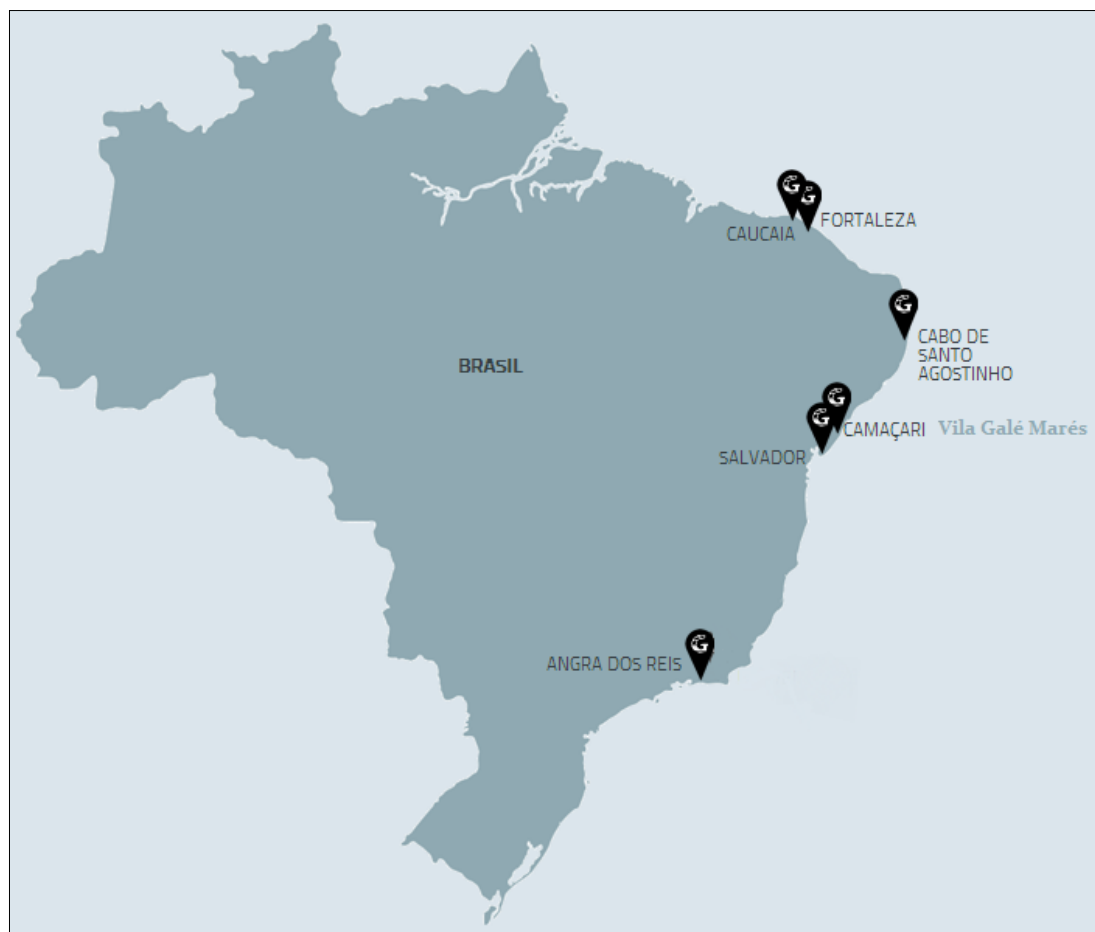 FORTALEZA
CAUCAIA
CABO DE
SANTO
AGOSTINHO
BRASIL
CAMAÇARI Vila Galé Marés
SALVADOR
ANGRA DOS REIS